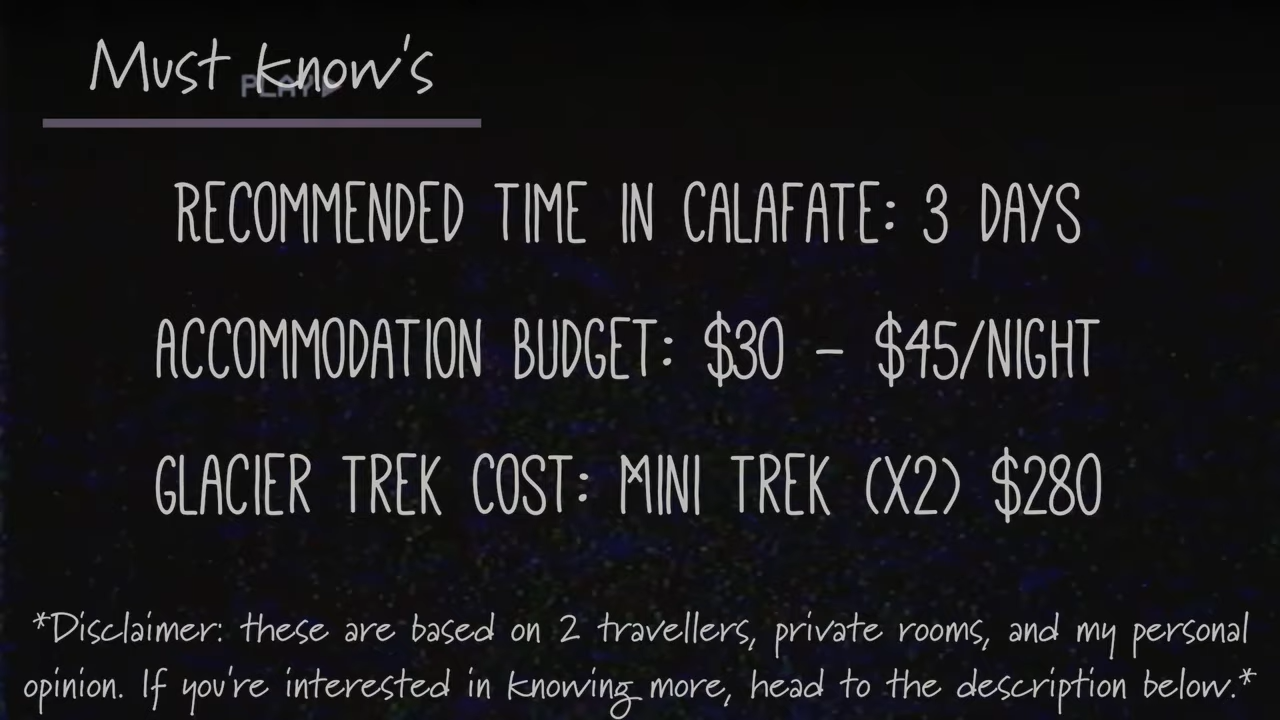 Must know's
PLAY
RECOMMENDED TIME IN CALAFATE: 3 DAYS
ACCOMMODATION BUDGET: $30 - $45/NIGHT
GLACIER TREK COST: MINI TREK (X2) $280
*Disclaimer: these are based on 2 travellers, private rooms, and my personal
opinion. If you're interested in knowing more, head to the description below.*